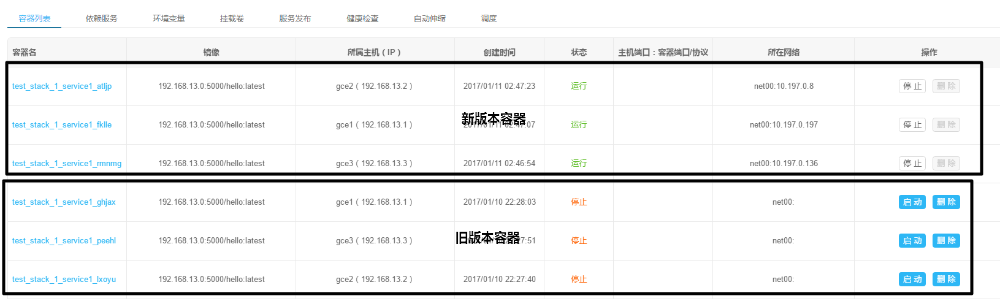 容器列表 依赖服务 环境变量 挂载卷 服务发布 健康检查 自动伸缩 调度
容器名 镜像 所属主机（IP） 创建时间 状态 主机端口：容器端口/协议 所在网络 操作
test_stack_1_service1_atljp 192.168.13.0:5000/hello:latest gce2（192.168.13.2） 2017/01/11 02:47:23 运行 net00:10.197.0.8 停止 删除
新版本容器
test_stack_1_service1_fklle 192.168.13.0:5000/hello:latest gce1（192.168.13.1） 2017/01/11 02:47:07 运行 net00:10.197.0.197 停止 删除
test_stack_1_service1_rmnmg 192.168.13.0:5000/hello:latest gce3（192.168.13.3） 2017/01/11 02:46:54 运行 net00:10.197.0.136 停止 删除
test_stack_1_service1_ghjax 192.168.13.0:5000/hello:latest gce1（192.168.13.1） 2017/01/10 22:28:03 停止 net00: 启动 删除
旧版本容器
test_stack_1_service1_peehl 192.168.13.0:5000/hello:latest gce3（192.168.13.3） 停止 net00: 启动 删除
test_stack_1_service1_lxoyu 192.168.13.0:5000/hello:latest gce2（192.168.13.2） 2017/01/10 22:27:40 停止 net00: 启动 删除